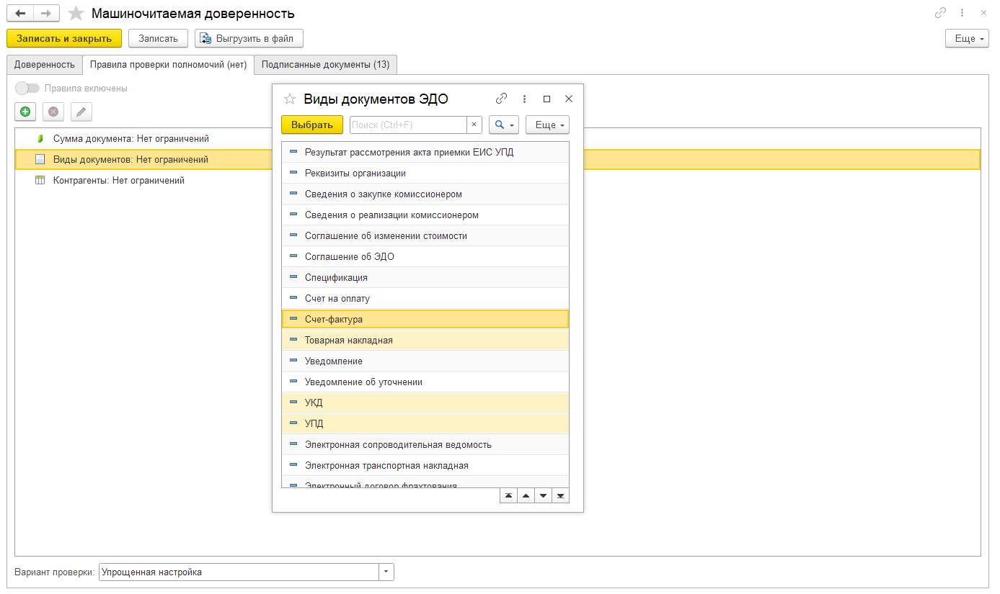 Машиночитаемая доверенность
Записать и закрыть
Записать
Выгрузить в файл
Еще
Доверенность
Правила проверки полномочий (нет)
Подписанные документы (13)
Правила включены
Сумма документа: Нет ограничений
Виды документов: Нет ограничений
Контрагенты: Нет ограничений
Виды документов ЭДО
Выбрать
Поиск (Ctrl+F)
Еще
Результат рассмотрения акта приемки ЕИС УПД
Реквизиты организации
Сведения о закупке комиссионером
Сведения о реализации комиссионером
Соглашение об изменении стоимости
Соглашение об ЭДО
Спецификация
Счет на оплату
Счет-фактура
Товарная накладная
Уведомление
Уведомление об уточнении
УКД
УПД
Электронная сопроводительная ведомость
Электронная транспортная накладная
Электронный договор фрахтования
Вариант проверки: Упрощенная настройка